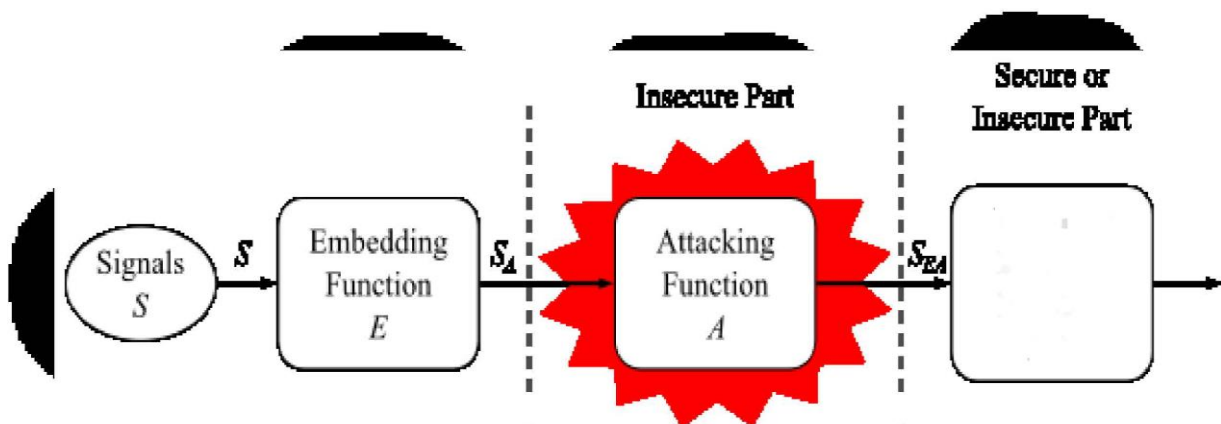 Insecure Part
Secure or
Insecure Part
Signals
S
S
Embedding
Function
E
S_A
Attacking
Function
A
S_EA